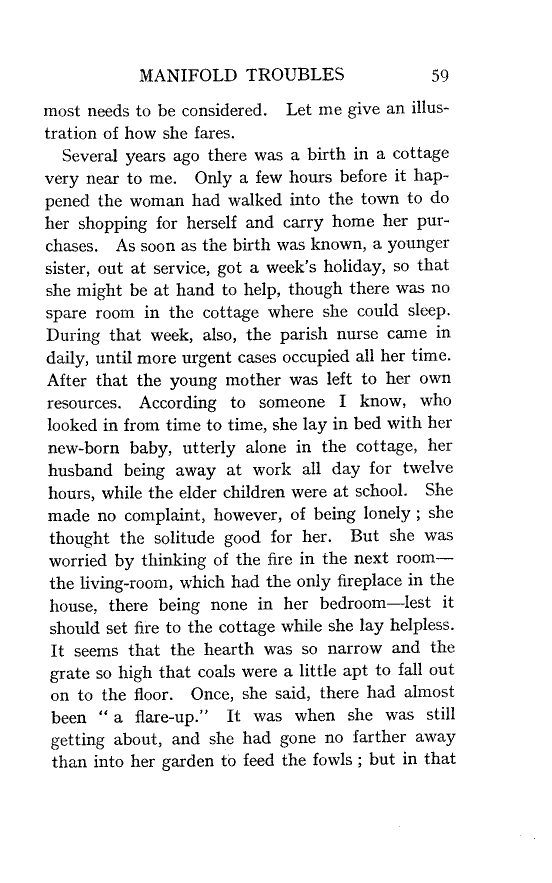 MANIFOLD TROUBLES 59
most needs to be considered. Let me give an illus-
tration of how she fares.
Several years ago there was a birth in a cottage
very near to me. Only a few hours before it hap-
pened the woman had walked into the town to do
her shopping for herself and carry home her pur-
chases. As soon as the birth was known, a younger
sister, out at service, got a week's holiday, so that
she might be at hand to help, though there was no
spare room in the cottage where she could sleep.
During that week, also, the parish nurse came in
daily, until more urgent cases occupied all her time.
After that the young mother was left to her own
resources. According to someone I know, who
looked in from time to time, she lay in bed with her
new-born baby, utterly alone in the cottage, her
husband being away at work all day for twelve
hours, while the elder children were at school. She
made no complaint, however, of being lonely ; she
thought the solitude good for her. But she was
worried by thinking of the fire in the next room—
the living-room, which had the only fireplace in the
house, there being none in her bedroom—lest it
should set fire to the cottage while she lay helpless.
It seems that the hearth was so narrow and the
grate so high that coals were a little apt to fall out
on to the floor. Once, she said, there had almost
been “ a flare-up.” It was when she was still
getting about, and she had gone no farther away
than into her garden to feed the fowls ; but in that